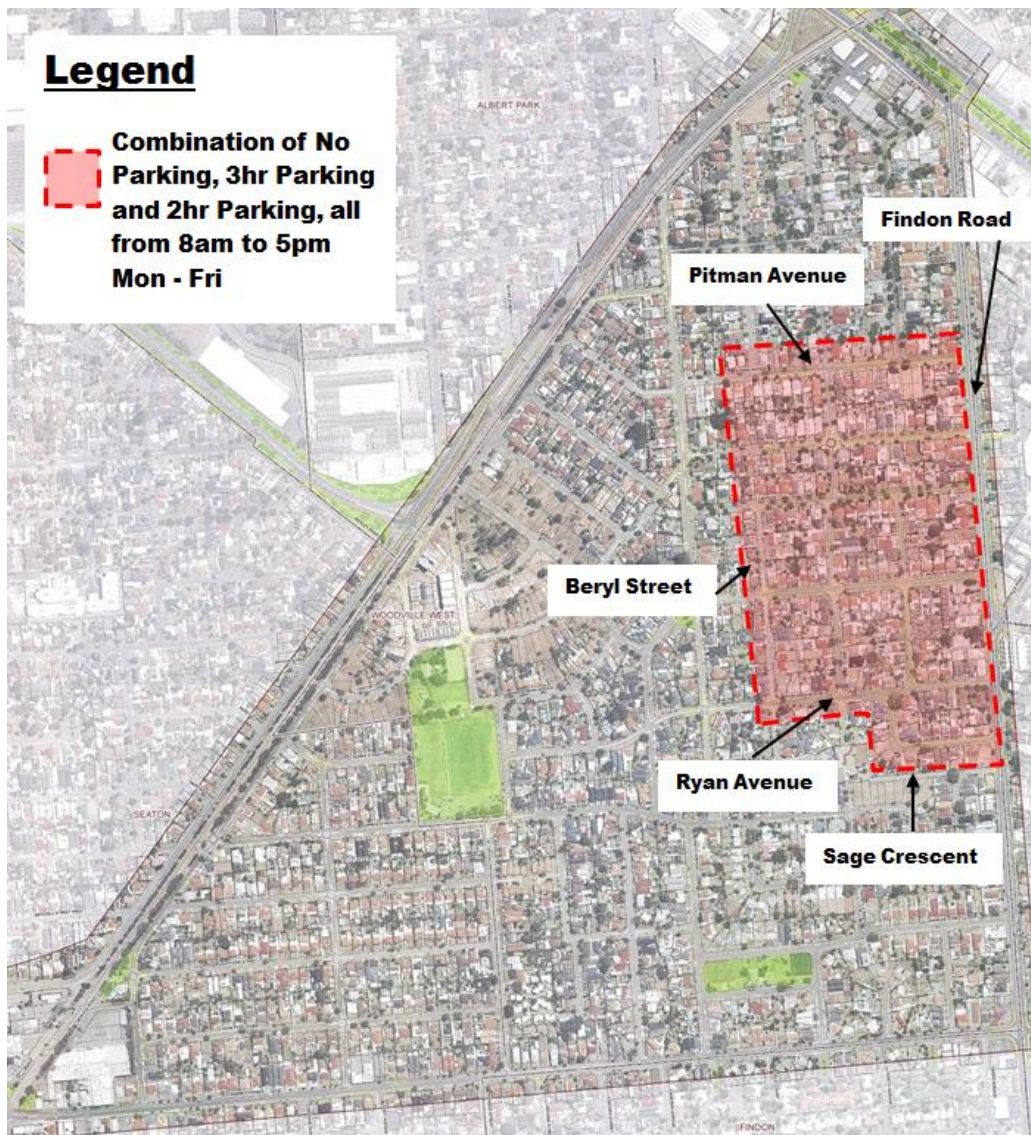 Legend
Combination of No
Parking, 3hr Parking
and 2hr Parking, all
from 8am to 5pm
Mon - Fri
ALBERT PARK
Findon Road
Pitman Avenue
Beryl Street
WOODVILLE WEST
Ryan Avenue
SEATON
Sage Crescent
FINDON